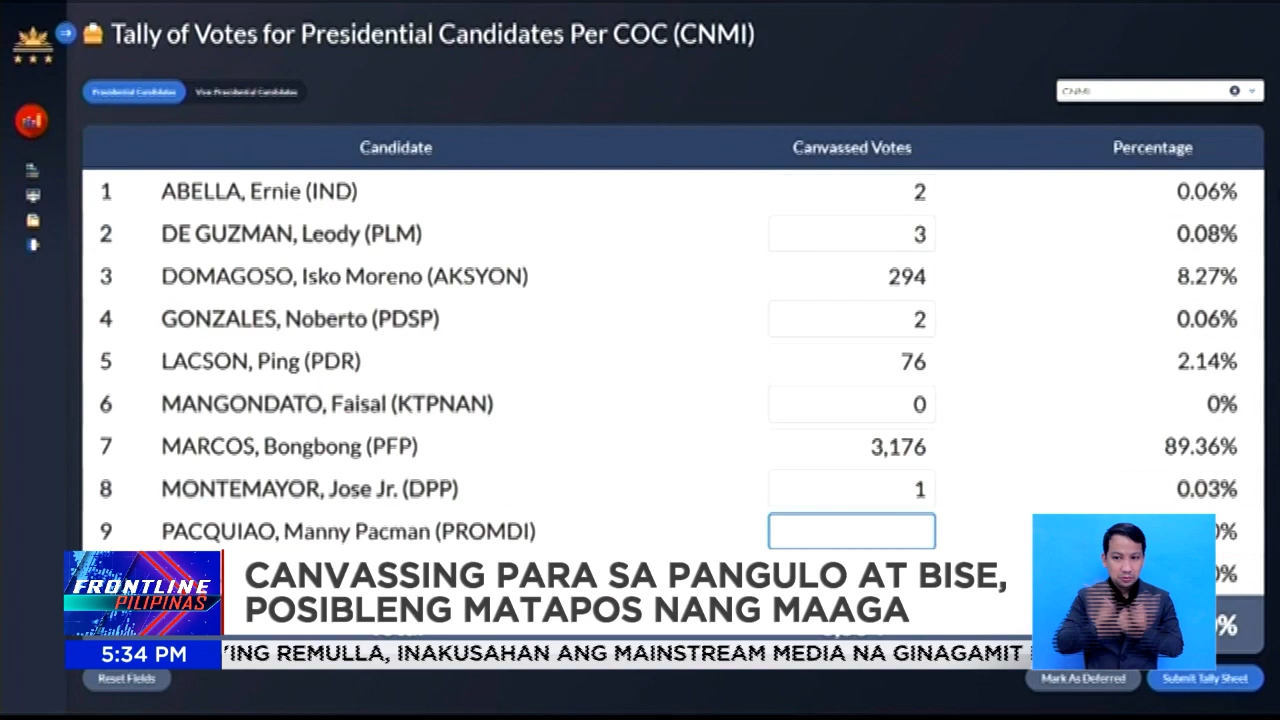 Tally of Votes for Presidential Candidates Per COC (CNMI)
Presidential Candidates Vice Presidential Candidates
CNMI
Candidate Canvassed Votes Percentage
1 ABELLA, Ernie (IND) 2 0.06%
2 DE GUZMAN, Leody (PLM) 3 0.08%
3 DOMAGOSO, Isko Moreno (AKSYON) 294 8.27%
4 GONZALES, Noberto (PDSP) 2 0.06%
5 LACSON, Ping (PDR) 76 2.14%
6 MANGONDATO, Faisal (KTPNAN) 0 0%
7 MARCOS, Bongbong (PFP) 3,176 89.36%
8 MONTEMAYOR, Jose Jr. (DPP) 1 0.03%
9 PACQUIAO, Manny Pacman (PROMDI)
FRONTLINE
PILIPINAS
CANVASSING PARA SA PANGULO AT BISE,
POSIBLENG MATAPOS NANG MAAGA
5:34 PM
'ING REMULLA, INAKUSAHAN ANG MAINSTREAM MEDIA NA GINAGAMIT
Reset Fields
Mark As Deferred
Submit Tally Sheet